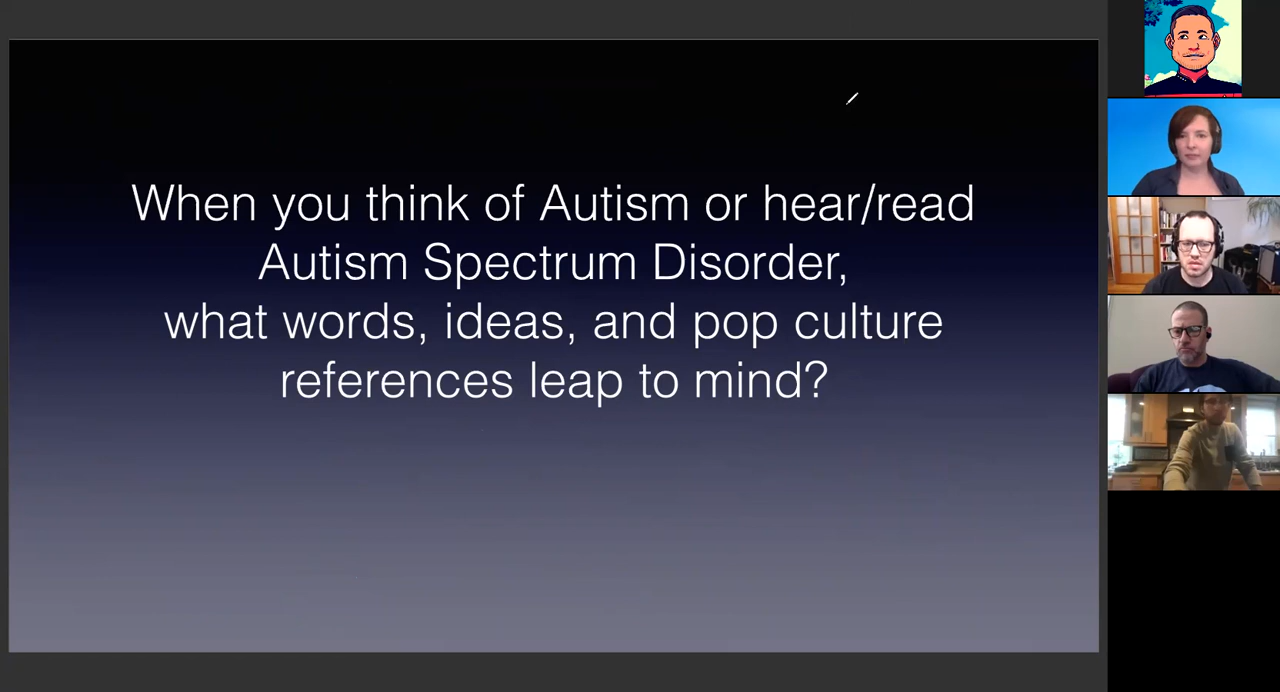 When you think of Autism or hear/read
Autism Spectrum Disorder,
what words, ideas, and pop culture
references leap to mind?